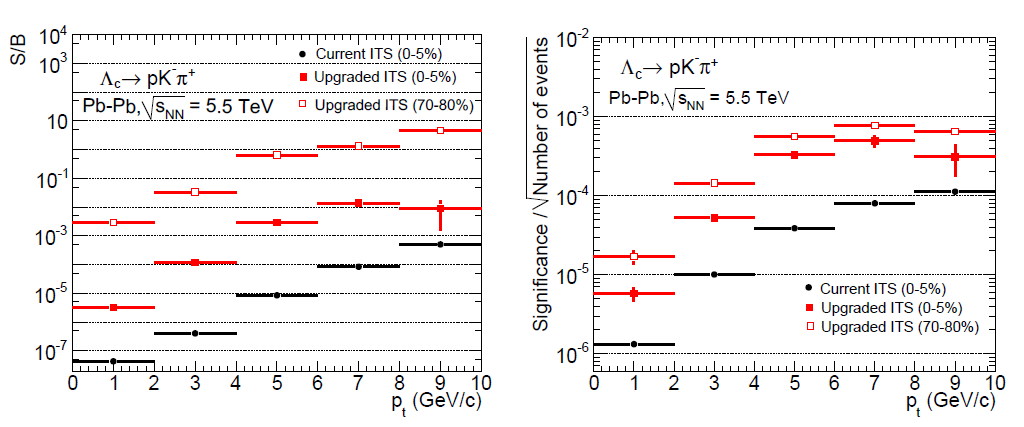 S/B
10⁴
10³
10
10⁻¹
10⁻³
10⁻⁵
10⁻⁷
Λc→ pK⁻π⁺
Pb-Pb,√sNN = 5.5 TeV
Current ITS (0-5%)
Upgraded ITS (0-5%)
Upgraded ITS (70-80%)
0 1 2 3 4 5 6 7 8 9 10
pt (GeV/c)
Significance /√Number of events
10⁻²
10⁻³
10⁻⁴
10⁻⁵
10⁻⁶
Λc→ pK⁻π⁺
Pb-Pb,√sNN = 5.5 TeV
Current ITS (0-5%)
Upgraded ITS (0-5%)
Upgraded ITS (70-80%)
0 1 2 3 4 5 6 7 8 9 10
pt (GeV/c)